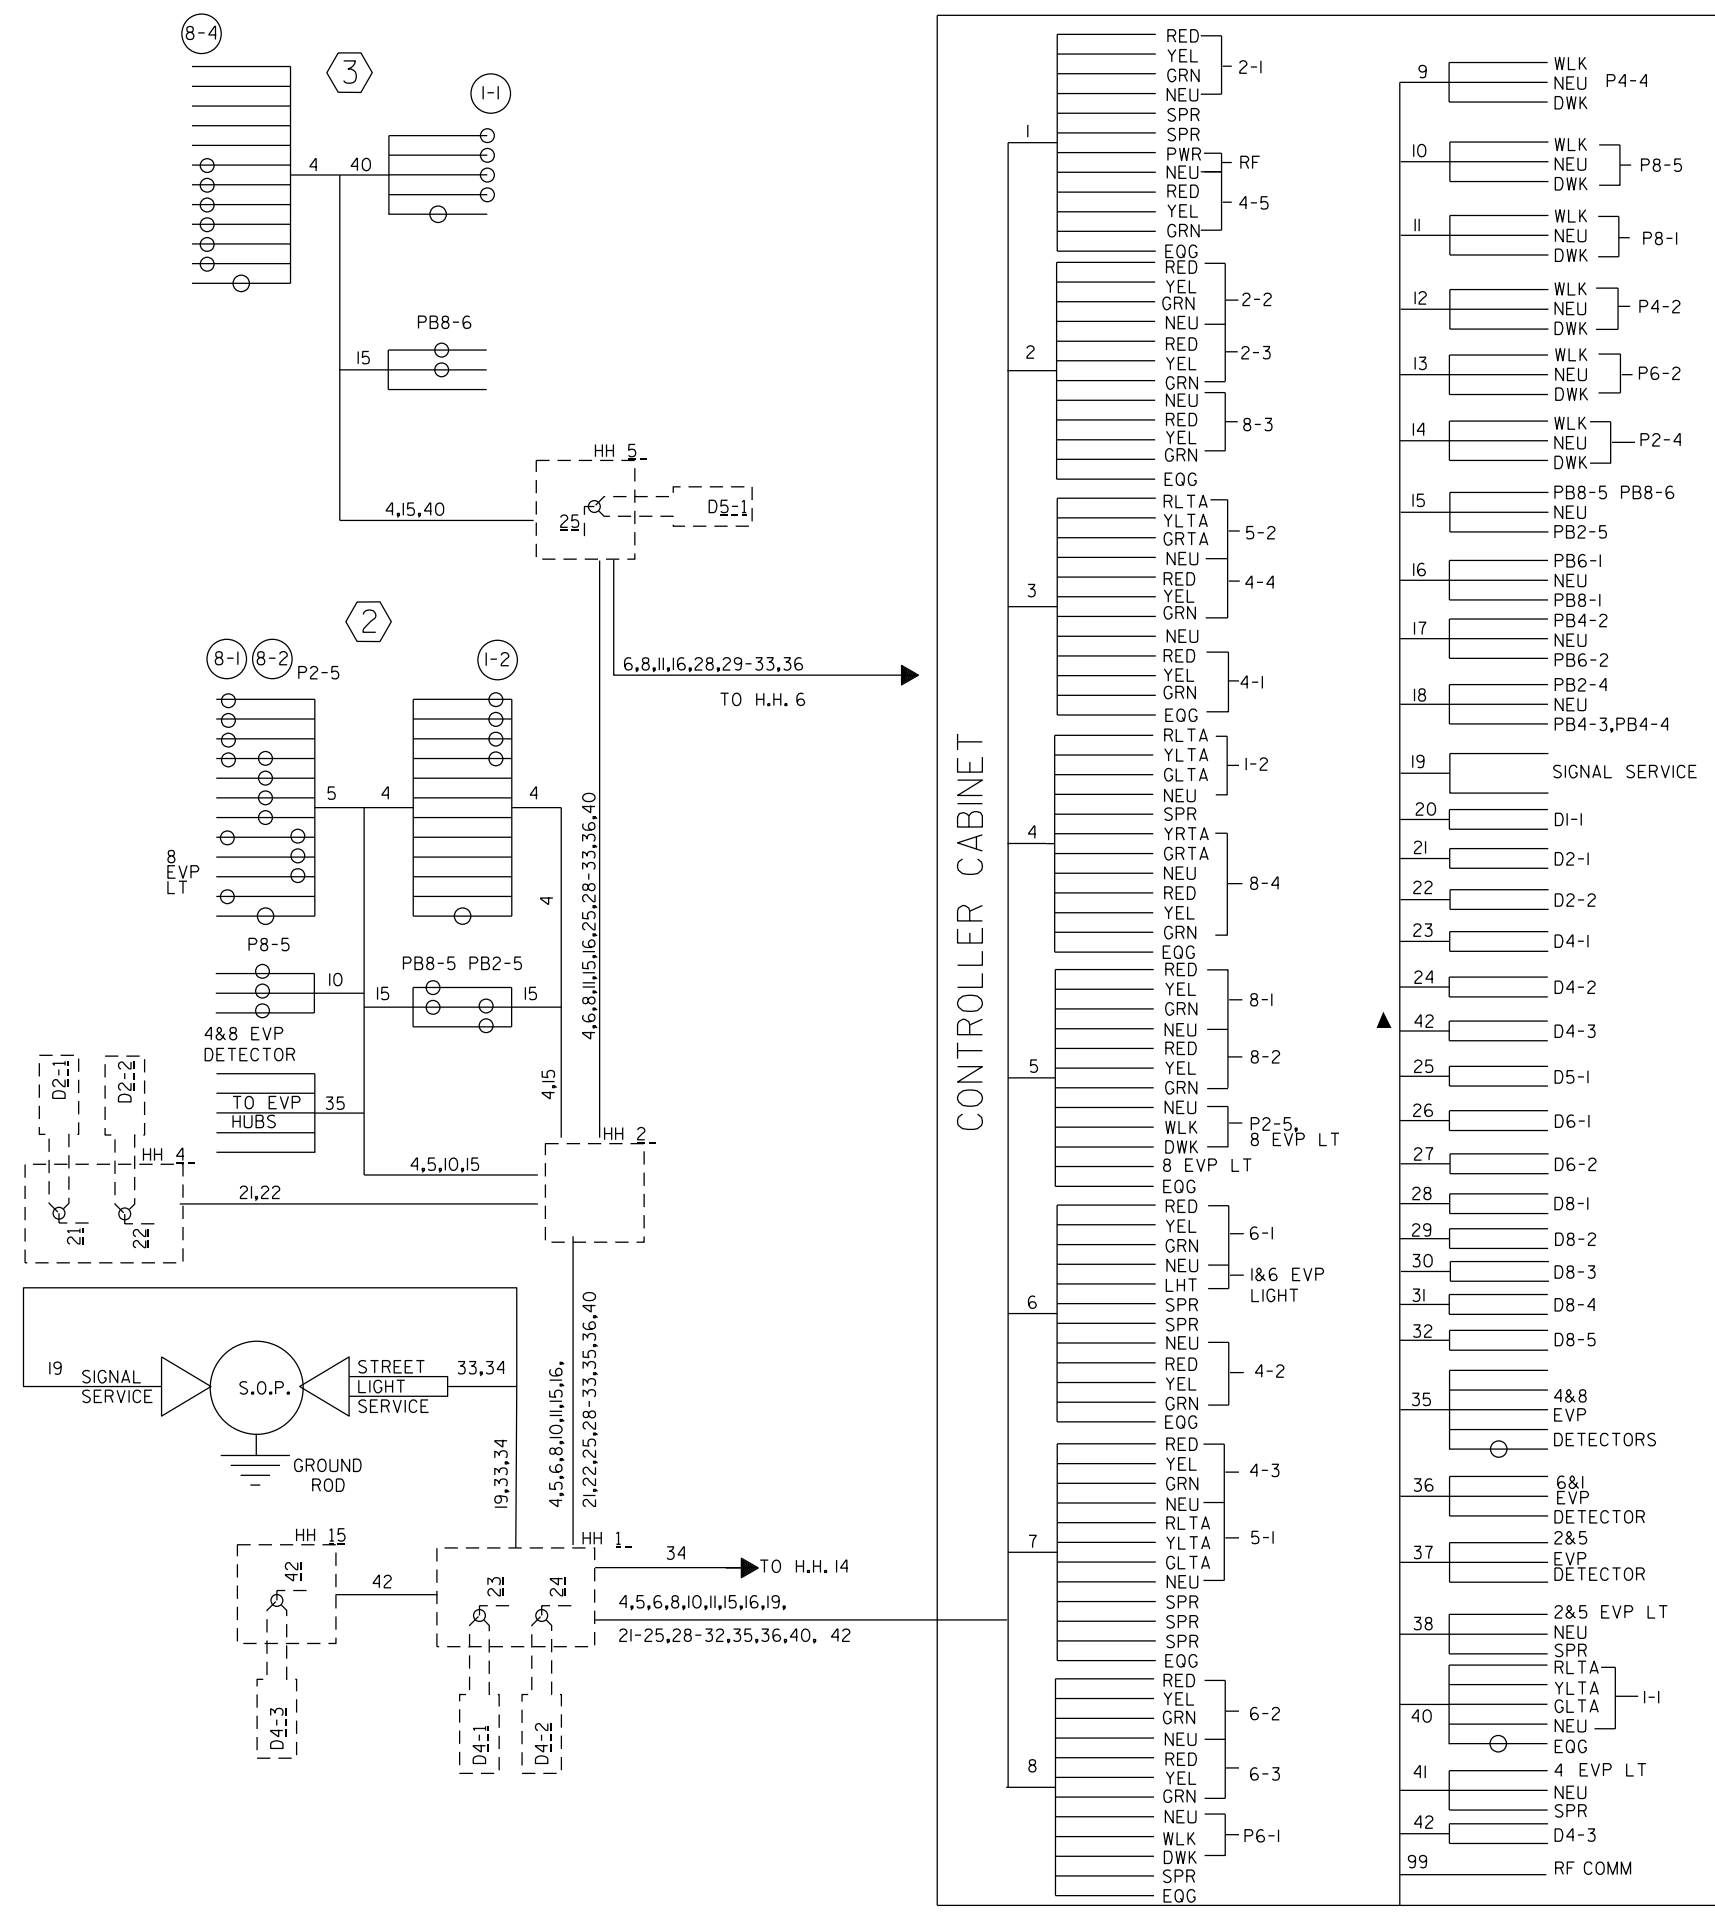 8-4
3
1-1
4
40
PB8-6
15
HH 5
4,15,40
25
D5-1
2
8-1
8-2
P2-5
1-2
6,8,11,16,28,29-33,36
TO H.H. 6
5
4
4
8
EVP
LT
4
4,6,8,11,15,16,25,28-33,36,40
P8-5
10
PB8-5 PB2-5
15
15
4&8 EVP
DETECTOR
TO EVP
HUBS
35
4,15
D2-1
D2-2
HH 4
HH 2
4,5,10,15
21,22
21
22
19
SIGNAL
SERVICE
S.O.P.
STREET
LIGHT
SERVICE
33,34
GROUND
ROD
19,33,34
4,5,6,8,10,11,15,16,
21,22,25,28-33,35,36,40
HH 15
42
42
D4-3
HH 1
23
24
D4-1
D4-2
34
TO H.H. 14
4,5,6,8,10,11,15,16,19,
21-25,28-32,35,36,40, 42
CONTROLLER CABINET
1
RED
YEL
GRN
NEU
2-1
SPR
SPR
PWR
NEU
RF
RED
YEL
GRN
4-5
EQG
2
RED
YEL
GRN
NEU
2-2
RED
YEL
GRN
2-3
NEU
RED
YEL
GRN
8-3
EQG
3
RLTA
YLTA
GRTA
NEU
5-2
RED
YEL
GRN
4-4
NEU
RED
YEL
GRN
4-1
EQG
4
RLTA
YLTA
GLTA
NEU
1-2
SPR
YRTA
GRTA
NEU
RED
YEL
GRN
8-4
EQG
5
RED
YEL
GRN
NEU
8-1
RED
YEL
GRN
8-2
NEU
WLK
DWK
P2-5,
8 EVP LT
8 EVP LT
EQG
6
RED
YEL
GRN
NEU
6-1
LHT
1&6 EVP
LIGHT
SPR
SPR
NEU
RED
YEL
GRN
4-2
EQG
7
RED
YEL
GRN
NEU
4-3
RLTA
YLTA
GLTA
NEU
5-1
SPR
SPR
SPR
EQG
8
RED
YEL
GRN
NEU
6-2
RED
YEL
GRN
6-3
NEU
WLK
DWK
P6-1
SPR
EQG
9
WLK
NEU P4-4
DWK
10
WLK
NEU P8-5
DWK
11
WLK
NEU P8-1
DWK
12
WLK
NEU P4-2
DWK
13
WLK
NEU P6-2
DWK
14
WLK
NEU P2-4
DWK
15
PB8-5 PB8-6
NEU
PB2-5
16
PB6-1
NEU
PB8-1
17
PB4-2
NEU
PB6-2
18
PB2-4
NEU
PB4-3,PB4-4
19
SIGNAL SERVICE
20
D1-1
21
D2-1
22
D2-2
23
D4-1
24
D4-2
42
D4-3
25
D5-1
26
D6-1
27
D6-2
28
D8-1
29
D8-2
30
D8-3
31
D8-4
32
D8-5
35
4&8
EVP
DETECTORS
36
6&1
EVP
DETECTOR
37
2&5
EVP
DETECTOR
38
2&5 EVP LT
NEU
SPR
40
RLTA
YLTA
GLTA
NEU
1-1
EQG
41
4 EVP LT
NEU
SPR
42
D4-3
99
RF COMM